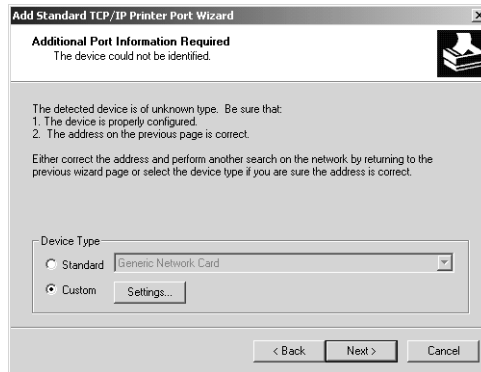 Add Standard TCP/IP Printer Port Wizard
Additional Port Information Required
The device could not be identified.
The detected device is of unknown type. Be sure that:
1. The device is properly configured.
2. The address on the previous page is correct.
Either correct the address and perform another search on the network by returning to the
previous wizard page or select the device type if you are sure the address is correct.
Device Type
Standard Generic Network Card
Custom Settings...
< Back Next > Cancel